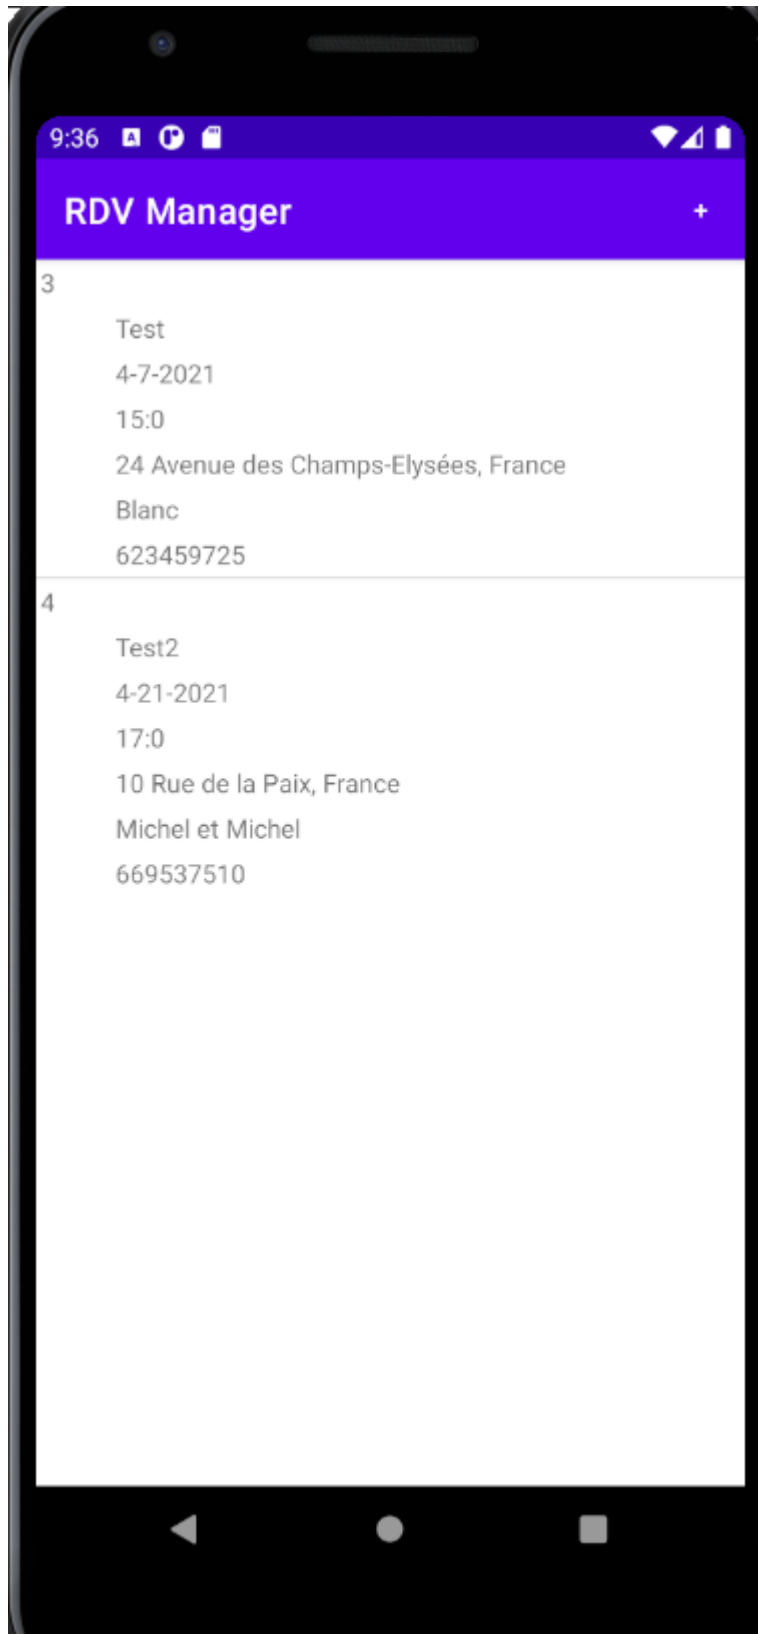 9:36
RDV Manager +
3
Test
4-7-2021
15:0
24 Avenue des Champs-Elysées, France
Blanc
623459725
4
Test2
4-21-2021
17:0
10 Rue de la Paix, France
Michel et Michel
669537510